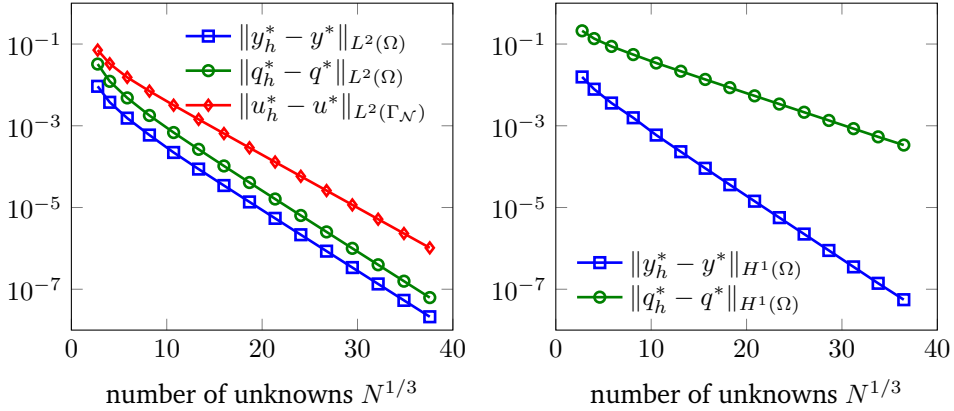 10⁻¹
10⁻³
10⁻⁵
10⁻⁷
‖y*_h − y*‖_{L²(Ω)}
‖q*_h − q*‖_{L²(Ω)}
‖u*_h − u*‖_{L²(Γ_𝒩)}
0 10 20 30 40
number of unknowns N^{1/3}
10⁻¹
10⁻³
10⁻⁵
10⁻⁷
‖y*_h − y*‖_{H¹(Ω)}
‖q*_h − q*‖_{H¹(Ω)}
0 10 20 30 40
number of unknowns N^{1/3}